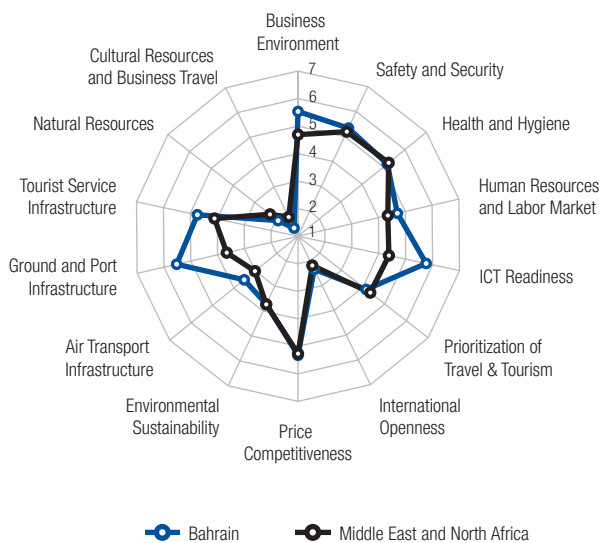 Business
Environment
Cultural Resources
and Business Travel
Safety and Security
Natural Resources
Health and Hygiene
Tourist Service
Infrastructure
Human Resources
and Labor Market
Ground and Port
Infrastructure
ICT Readiness
Air Transport
Infrastructure
Prioritization of
Travel & Tourism
Environmental
Sustainability
International
Openness
Price
Competitiveness
7
6
5
4
3
2
1
Bahrain
Middle East and North Africa